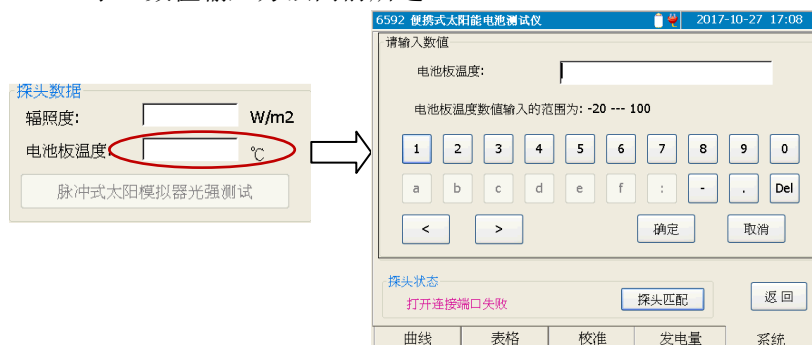 6592 便携式太阳能电池测试仪 2017-10-27 17:08
请输入数值
电池板温度:
电池板温度数值输入的范围为: -20 --- 100
1 2 3 4 5 6 7 8 9 0
a b c d e f : - . Del
< > 确定 取消
探头数据
辐照度: W/m2
电池板温度: ℃
脉冲式太阳模拟器光强测试
探头状态
打开连接端口失败 探头匹配 返回
曲线 表格 校准 发电量 系统